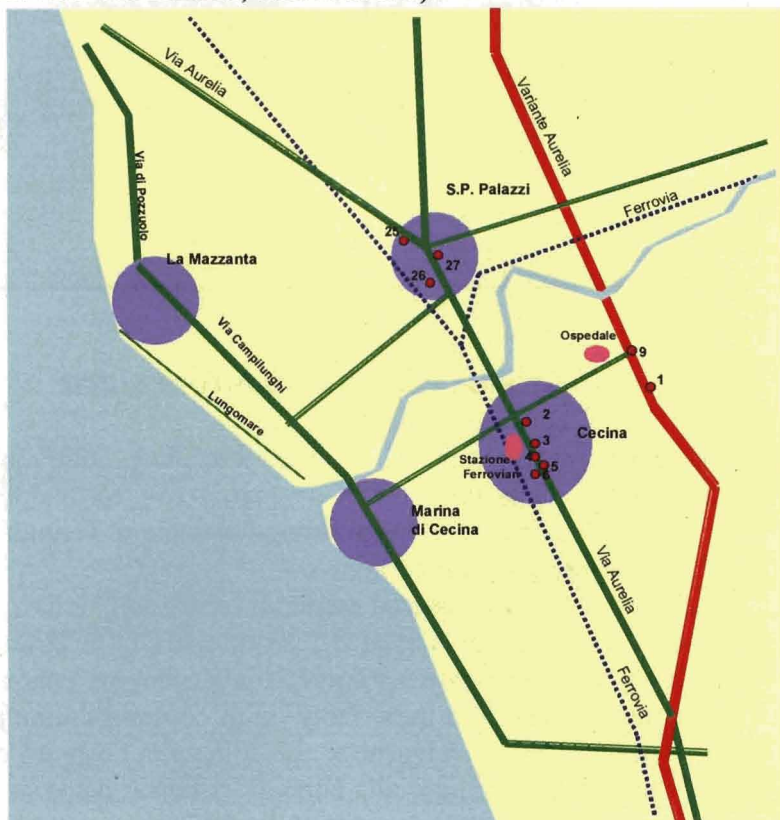 Via Aurelia
Variante Aurelia
Via di Pozzuolo
S.P. Palazzi
Ferrovia
25
27
26
La Mazzanta
Via Campilunghi
Ospedale
9
1
Lungomare
2
Cecina
3
Stazione
4
5
Ferroviari
6
Marina
di Cecina
Via Aurelia
Ferrovia